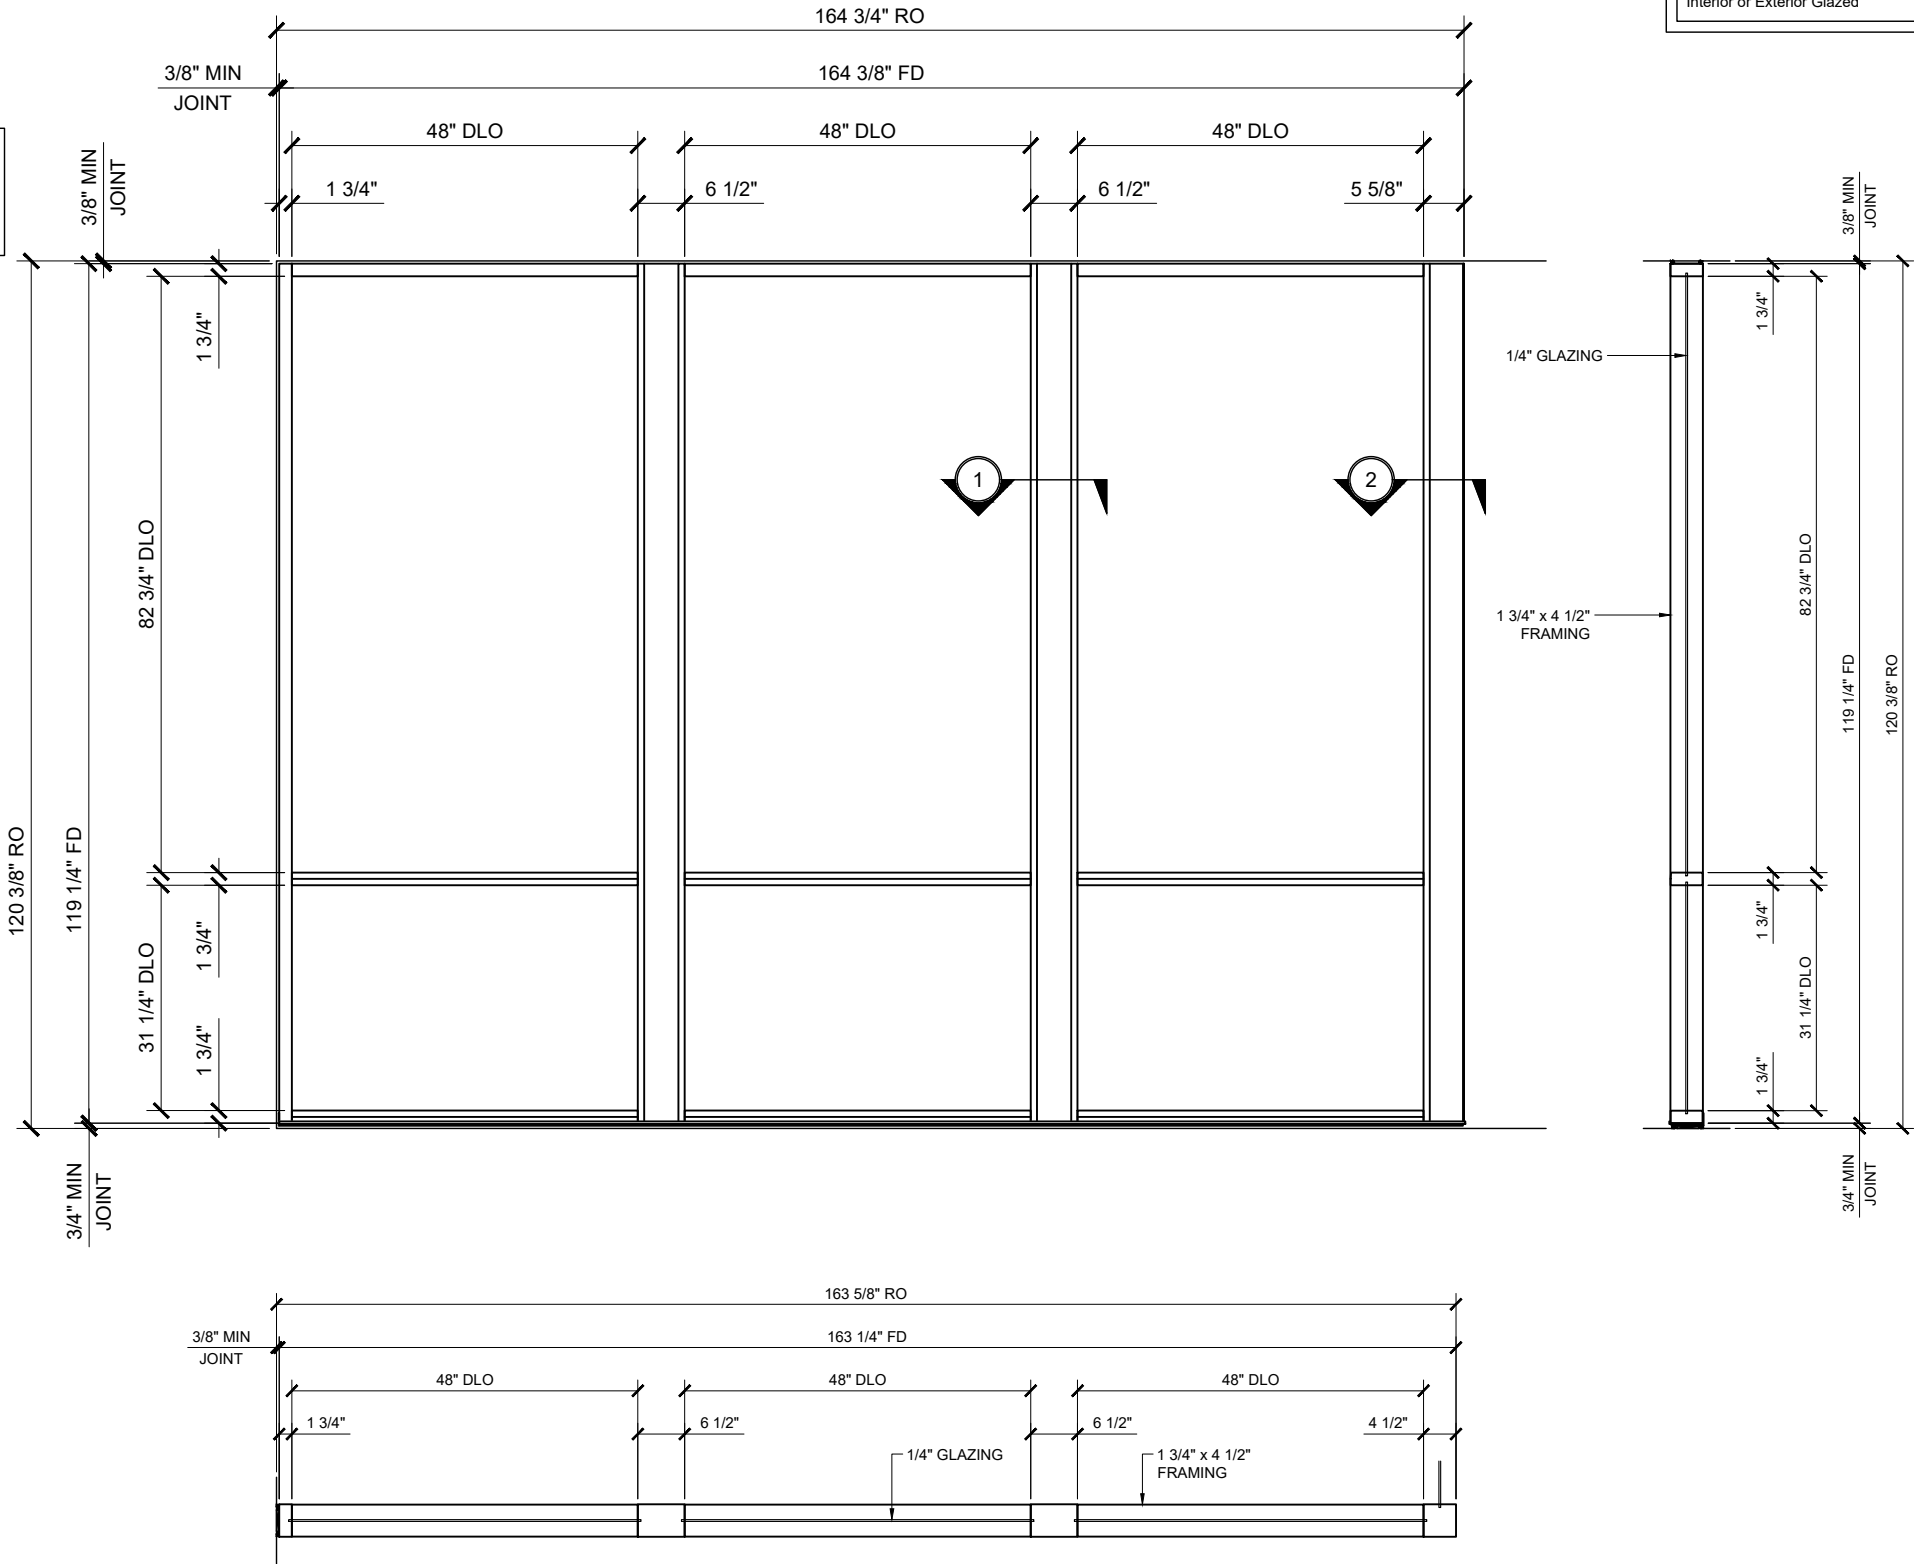 Interior or Exterior Glazed
164 3/4" RO
3/8" MIN
JOINT
164 3/8" FD
48" DLO
48" DLO
48" DLO
1 3/4"
6 1/2"
6 1/2"
5 5/8"
3/8" MIN
JOINT
1 3/4"
82 3/4" DLO
120 3/8" RO
119 1/4" FD
1 3/4"
31 1/4" DLO
1 3/4"
3/4" MIN
JOINT
1
2
3/8" MIN
JOINT
1 3/4"
1/4" GLAZING
82 3/4" DLO
1 3/4" x 4 1/2"
FRAMING
119 1/4" FD
120 3/8" RO
1 3/4"
31 1/4" DLO
1 3/4"
3/4" MIN
JOINT
163 5/8" RO
3/8" MIN
JOINT
163 1/4" FD
48" DLO
48" DLO
48" DLO
1 3/4"
6 1/2"
6 1/2"
4 1/2"
1/4" GLAZING
1 3/4" x 4 1/2"
FRAMING